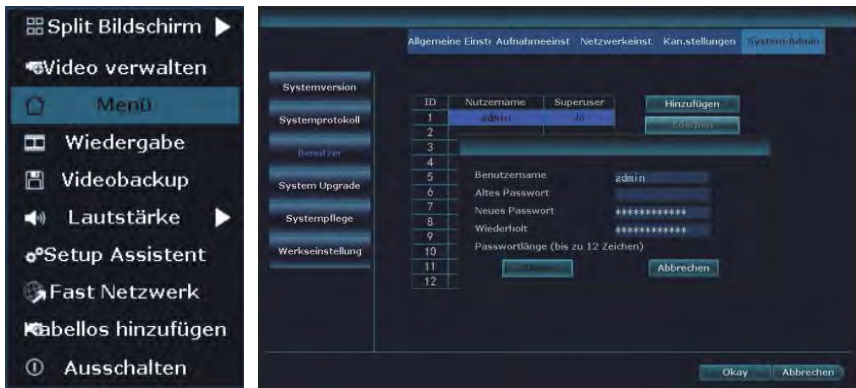 Split Bildschirm
Video verwalten
Menü
Wiedergabe
Videobackup
Lautstärke
Setup Assistent
Fast Netzwerk
Kabellos hinzufügen
Ausschalten
Allgemeine Einst Aufnahmeeinst Netzwerkeinst Kan.stellungen System-Admin
Systemversion
Systemprotokoll
Benutzer
System Upgrade
Systempflege
Werkseinstellung
ID Nutzername Superuser
1 admin Ja
2
3
4
5
6
7
8
9
10
11
12
Hinzufügen
Benutzername admin
Altes Passwort
Neues Passwort ************
Wiederholt ************
Passwortlänge (bis zu 12 Zeichen)
Abbrechen
Okay Abbrechen